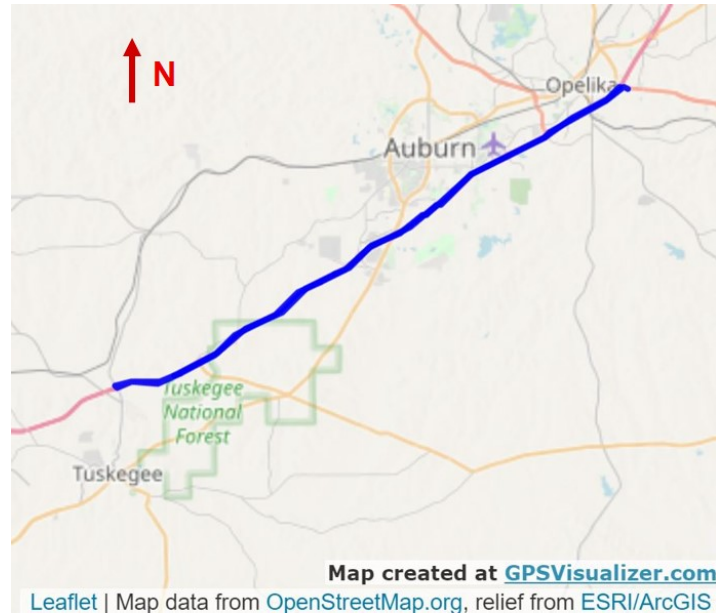 N
Opelika
Auburn
Tuskegee
National
Forest
Tuskegee
Map created at GPSVisualizer.com
Leaflet | Map data from OpenStreetMap.org, relief from ESRI/ArcGIS